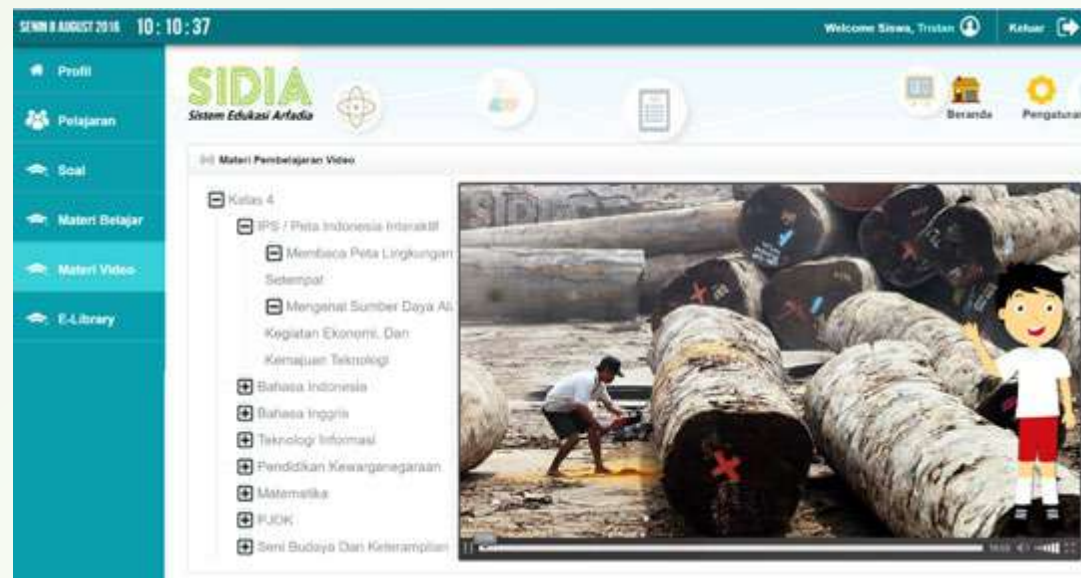 SENIN 8 AUGUST 2016 10:10:37
Welcome Siswa, Tristan
Keluar
Profil
Pelajaran
Soal
Materi Belajar
Materi Video
E-Library
SIDIA
Sistem Edukasi Arfadia
Beranda
Pengaturan
Materi Pembelajaran Video
Kelas 4
IPS / Peta Indonesia Interaktif
Membaca Peta Lingkungan
Setempat
Mengenal Sumber Daya Al
Kegiatan Ekonomi, Dan
Kemajuan Teknologi
Bahasa Indonesia
Bahasa Inggris
Teknologi Informasi
Pendidikan Kewarganegaraan
Matematika
PJOK
Seni Budaya Dan Keterampilan
SIDIA